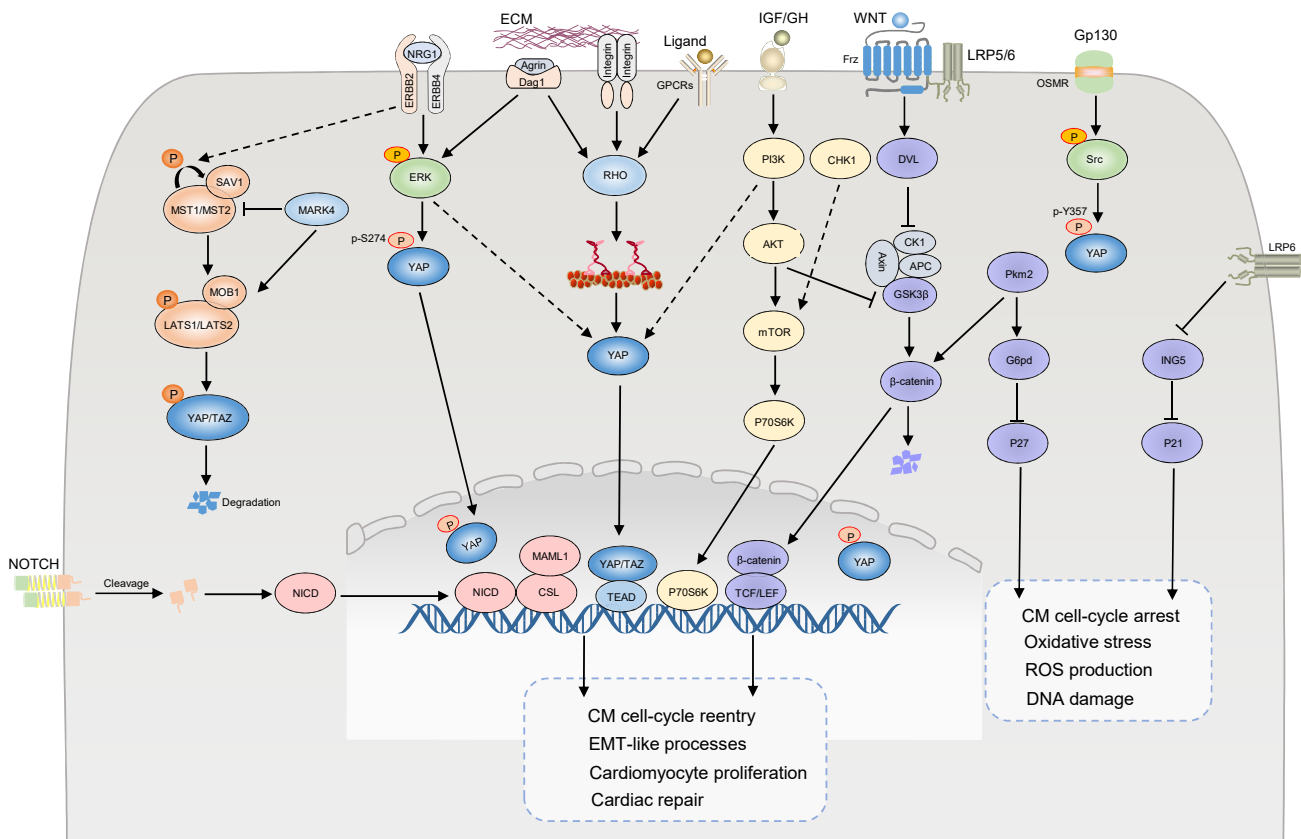 ECM
IGF/GH
WNT
Gp130
NRG1
ERBB2
ERBB4
Agrin
Dag1
Integrin
Integrin
Ligand
GPCRs
Frz
LRP5/6
OSMR
P
SAV1
MST1/MST2
MARK4
P
ERK
RHO
PI3K
CHK1
DVL
P
Src
p-S274
P
YAP
AKT
Axin
CK1
APC
GSK3β
Pkm2
p-Y357
P
YAP
LRP6
MOB1
P
LATS1/LATS2
YAP
mTOR
G6pd
ING5
β-catenin
P
YAP/TAZ
P70S6K
P27
P21
Degradation
P
YAP
MAML1
YAP/TAZ
β-catenin
P
YAP
NOTCH
Cleavage
NICD
NICD
CSL
TEAD
P70S6K
TCF/LEF
CM cell-cycle arrest
Oxidative stress
ROS production
DNA damage
CM cell-cycle reentry
EMT-like processes
Cardiomyocyte proliferation
Cardiac repair